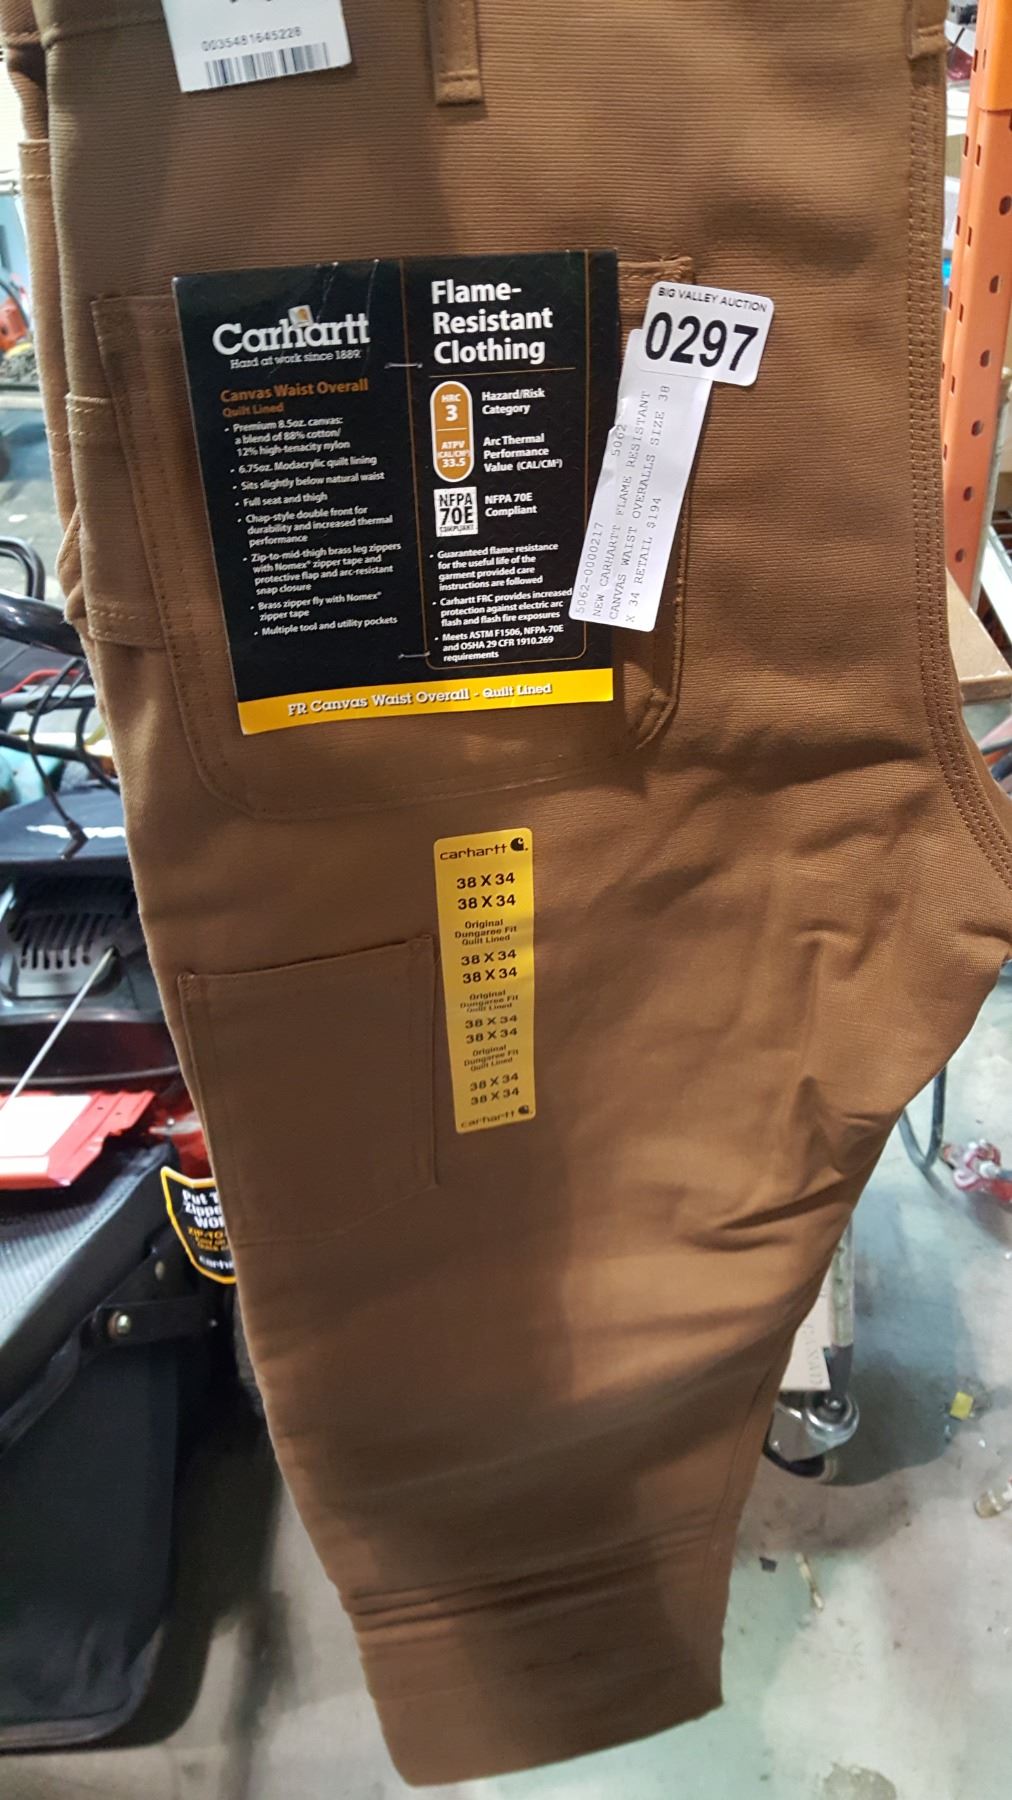 0035481645228
Carhartt
Hard at work since 1889.
Canvas Waist Overall
Quilt Lined
• Premium 8.5oz. canvas:
a blend of 88% cotton/
12% high-tenacity nylon
• 6.75oz. Modacrylic quilt lining
• Sits slightly below natural waist
• Full seat and thigh
• Chap-style double front for
durability and increased thermal
performance
• Zip-to-mid-thigh brass leg zippers
with Nomex® zipper tape and
protective flap and arc-resistant
snap closure
• Brass zipper fly with Nomex®
zipper tape
• Multiple tool and utility pockets
Flame-
Resistant
Clothing
HRC
3
Hazard/Risk
Category
ATPV
(CAL/CM²)
33.5
Arc Thermal
Performance
Value (CAL/CM²)
NFPA
70E
COMPLIANT
NFPA 70E
Compliant
• Guaranteed flame resistance
for the useful life of the
garment provided care
instructions are followed
• Carhartt FRC provides increased
protection against electric arc
flash and flash fire exposures
• Meets ASTM F1506, NFPA-70E
and OSHA 29 CFR 1910.269
requirements
FR Canvas Waist Overall - Quilt Lined
BIG VALLEY AUCTION
0297
5062-0000217 5062-
NEW CARHARTT FLAME RESISTANT
CANVAS WAIST OVERALLS SIZE 38
X 34 RETAIL $194
carhartt
38 X 34
38 X 34
Original
Dungaree Fit
Quilt Lined
38 X 34
38 X 34
Original
Dungaree Fit
Quilt Lined
38 X 34
38 X 34
Original
Dungaree Fit
Quilt Lined
38 X 34
38 X 34
carhartt
Put
ZIP-TO